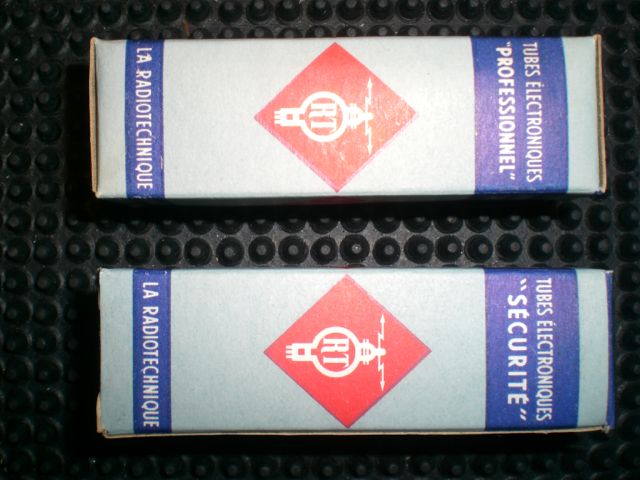 LA RADIOTECHNIQUE
RT
TUBES ÉLECTRONIQUES
"PROFESSIONNEL"
LA RADIOTECHNIQUE
RT
TUBES ÉLECTRONIQUES
"SÉCURITÉ"